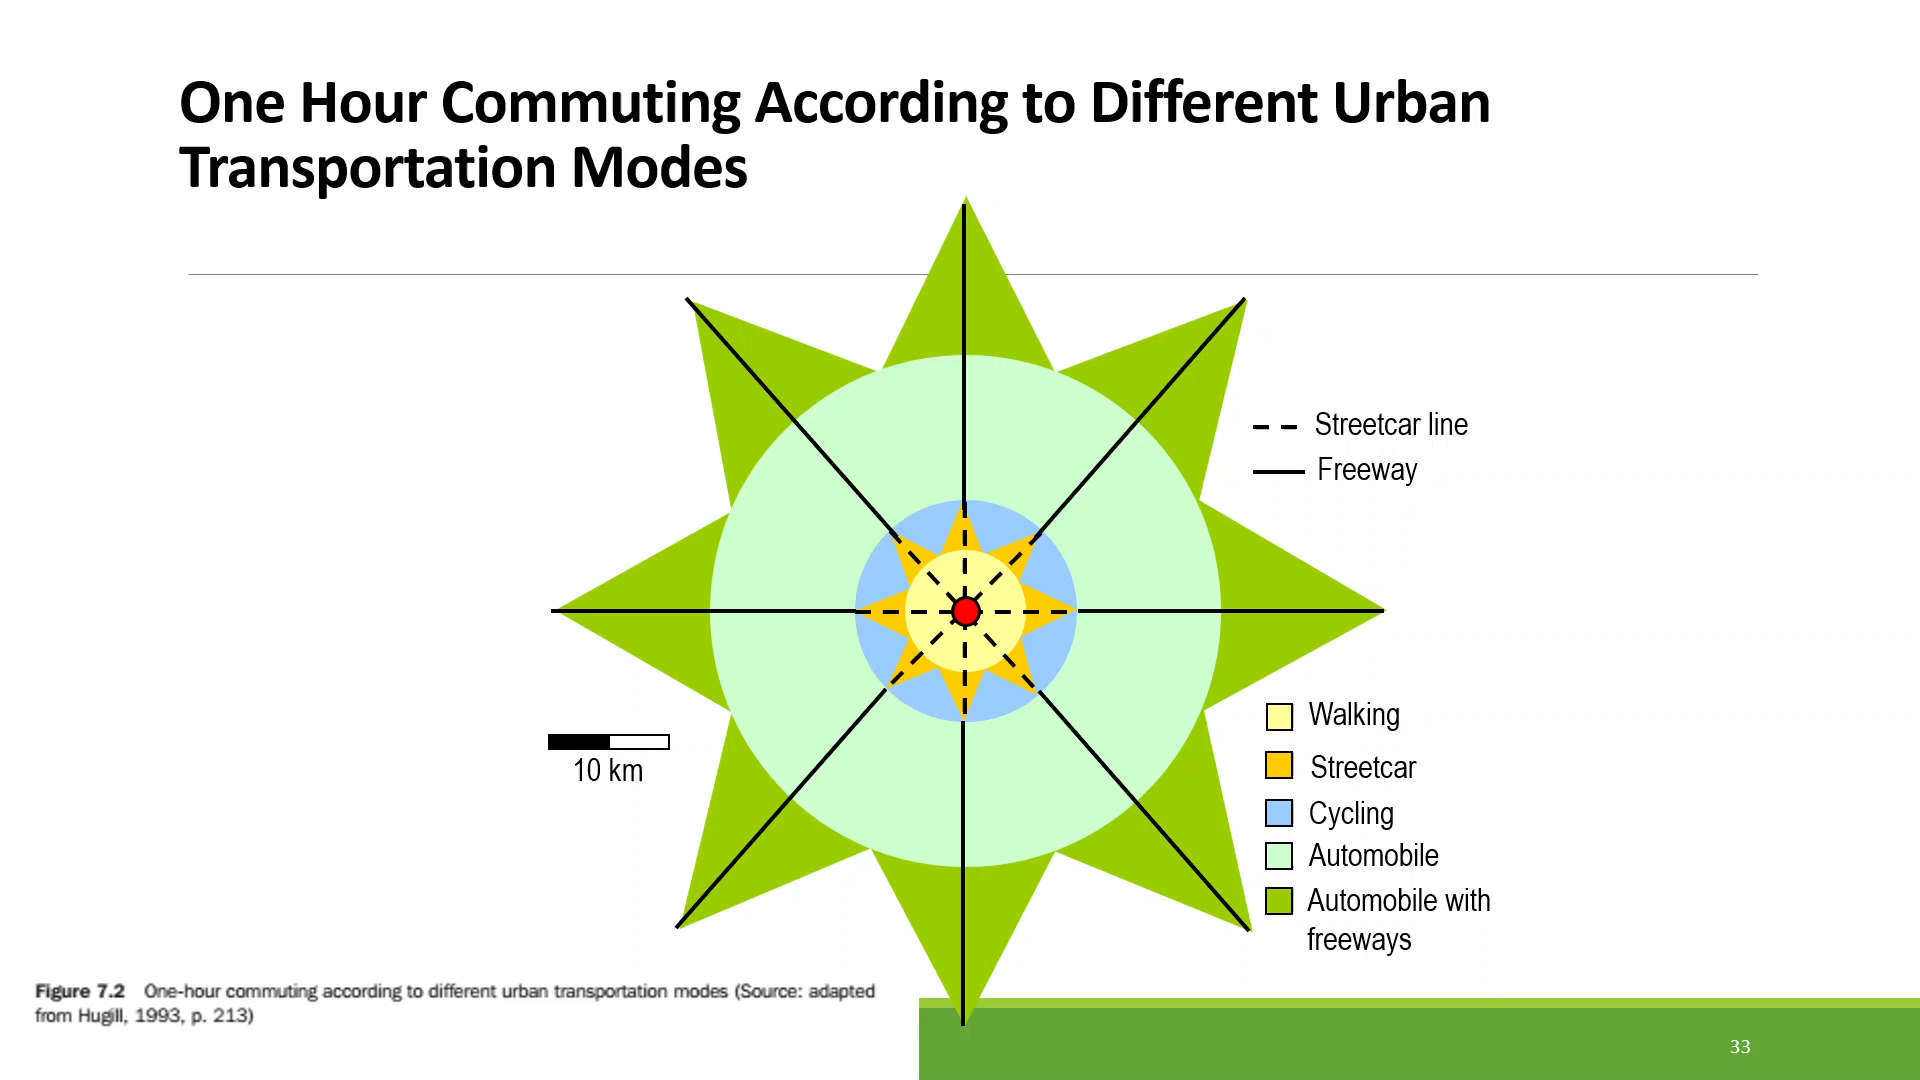 One Hour Commuting According to Different Urban
Transportation Modes
Streetcar line
Freeway
Walking
Streetcar
Cycling
Automobile
Automobile with
freeways
10 km
Figure 7.2 One-hour commuting according to different urban transportation modes (Source: adapted
from Hugill, 1993, p. 213)
33